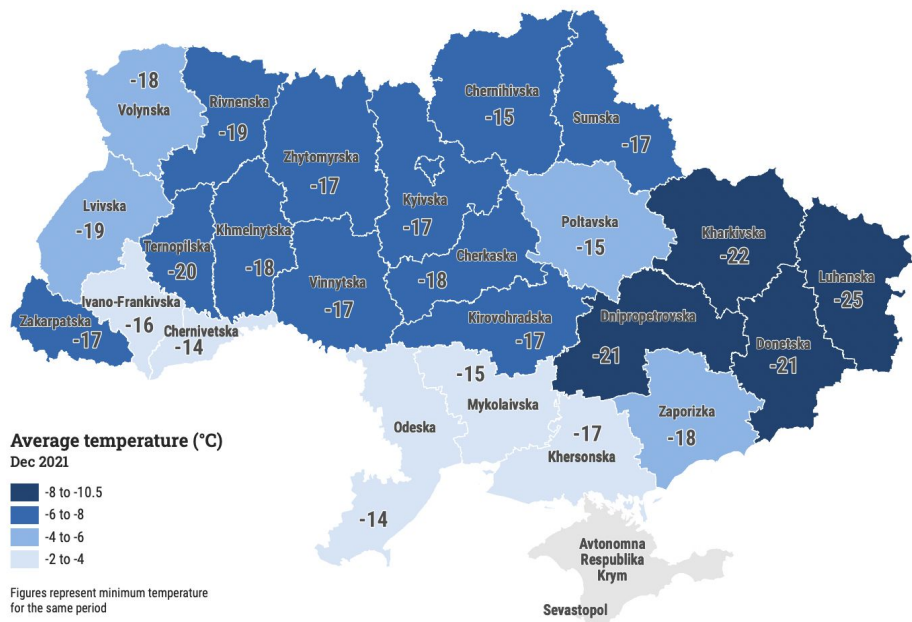 -18
Volynska
Rivnenska
-19
Zhytomyrska
-17
Chernihivska
-15
Sumska
-17
Kyivska
-17
Lvivska
-19
Ternopilska
-20
Khmelnytska
-18
Vinnytska
-17
Cherkaska
-18
Poltavska
-15
Kharkivska
-22
Luhanska
-25
Zakarpatska
-17
Ivano-Frankivska
-16
Chernivetska
-14
Kirovohradska
-17
Dnipropetrovska
-21
Donetska
-21
-15
Mykolaivska
Odeska
-14
-17
Khersonska
Zaporizka
-18
Avtonomna
Respublika
Krym
Sevastopol
Average temperature (°C)
Dec 2021
-8 to -10.5
-6 to -8
-4 to -6
-2 to -4
Figures represent minimum temperature
for the same period